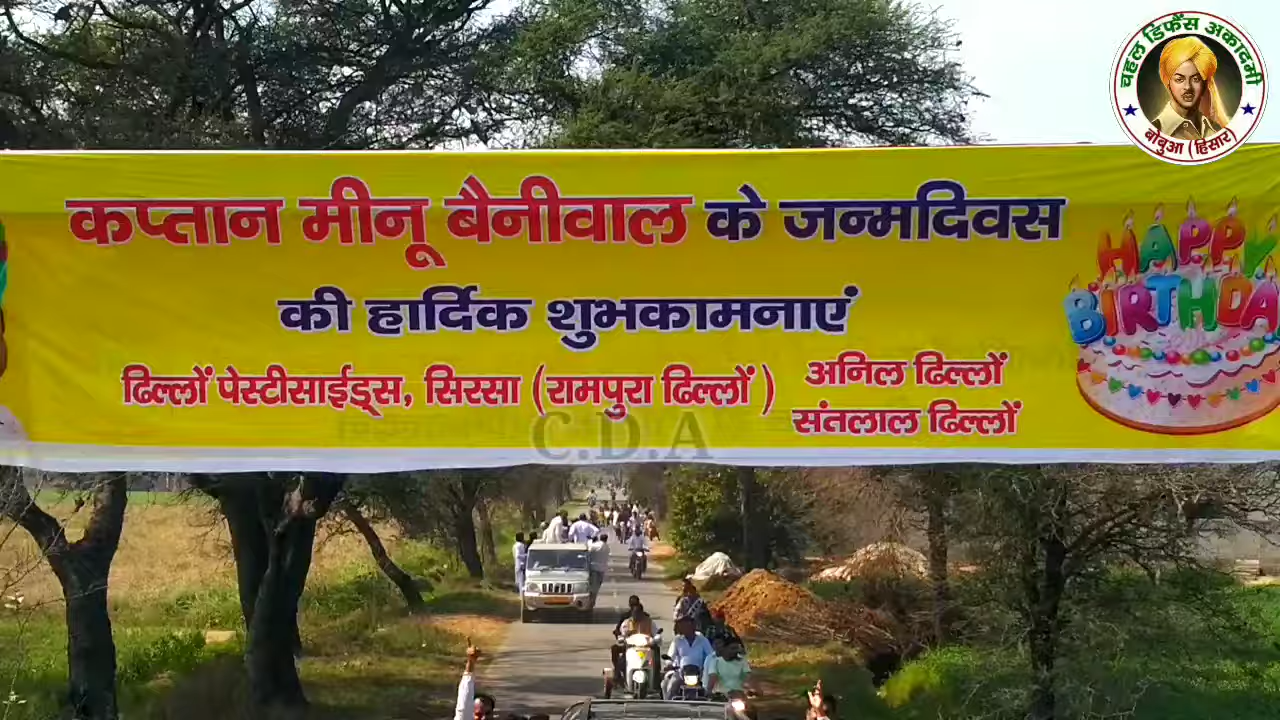 चहल डिफेंस अकादमी
बोबुआ (हिसार)
कप्तान मीनू बैनीवाल के जन्मदिवस
की हार्दिक शुभकामनाएं
ढिल्लों पेस्टीसाईड्स, सिरसा (रामपुरा ढिल्लों)
अनिल ढिल्लों
संतलाल ढिल्लों
HAPPY
BIRTHDA
C.D.A